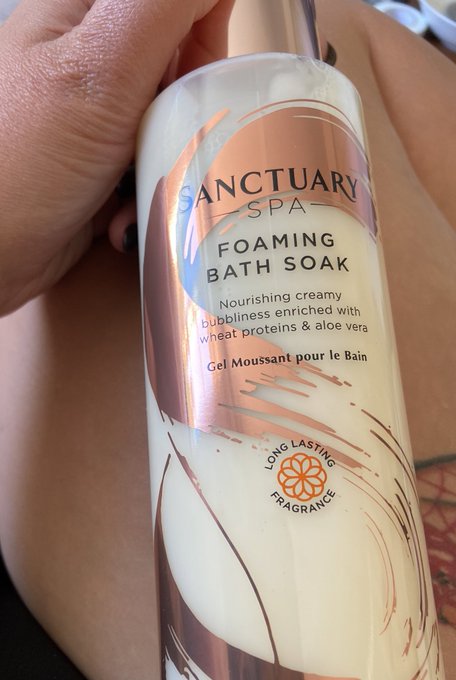 SANCTUARY
SPA
FOAMING
BATH SOAK
Nourishing creamy
bubbliness enriched with
wheat proteins & aloe vera
Gel Moussant pour le Bain
LONG LASTING
FRAGRANCE